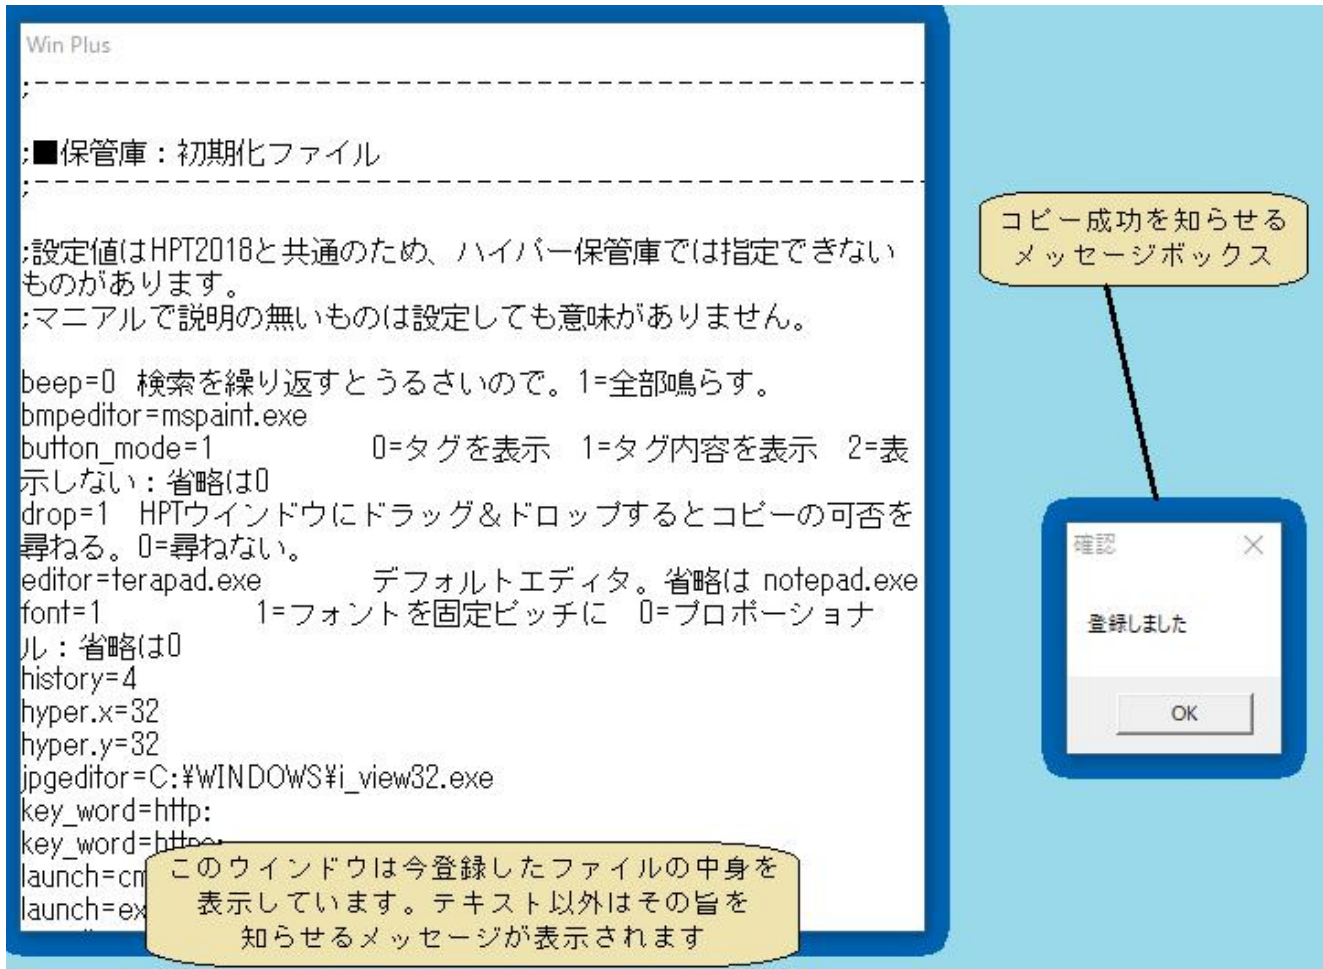 Win Plus
;------------------------------------------------
;■保管庫：初期化ファイル
;------------------------------------------------
;設定値はHPT2018と共通のため、ハイパー保管庫では指定できない
ものがあります。
;マニアルで説明の無いものは設定しても意味がありません。
beep=0 検索を繰り返すとうるさいので。1=全部鳴らす。
bmpeditor=mspaint.exe
button_mode=1 0=タグを表示 1=タグ内容を表示 2=表
示しない：省略は0
drop=1 HPTウインドウにドラッグ＆ドロップするとコピーの可否を
尋ねる。0=尋ねない。
editor=terapad.exe デフォルトエディタ。省略は notepad.exe
font=1 1=フォントを固定ピッチに 0=プロポーショナ
ル：省略は0
history=4
hyper.x=32
hyper.y=32
jpgeditor=C:¥WINDOWS¥i_view32.exe
key_word=http:
key_word=https:
launch=cm
launch=ex
このウインドウは今登録したファイルの中身を
表示しています。テキスト以外はその旨を
知らせるメッセージが表示されます
コピー成功を知らせる
メッセージボックス
確認
登録しました
OK